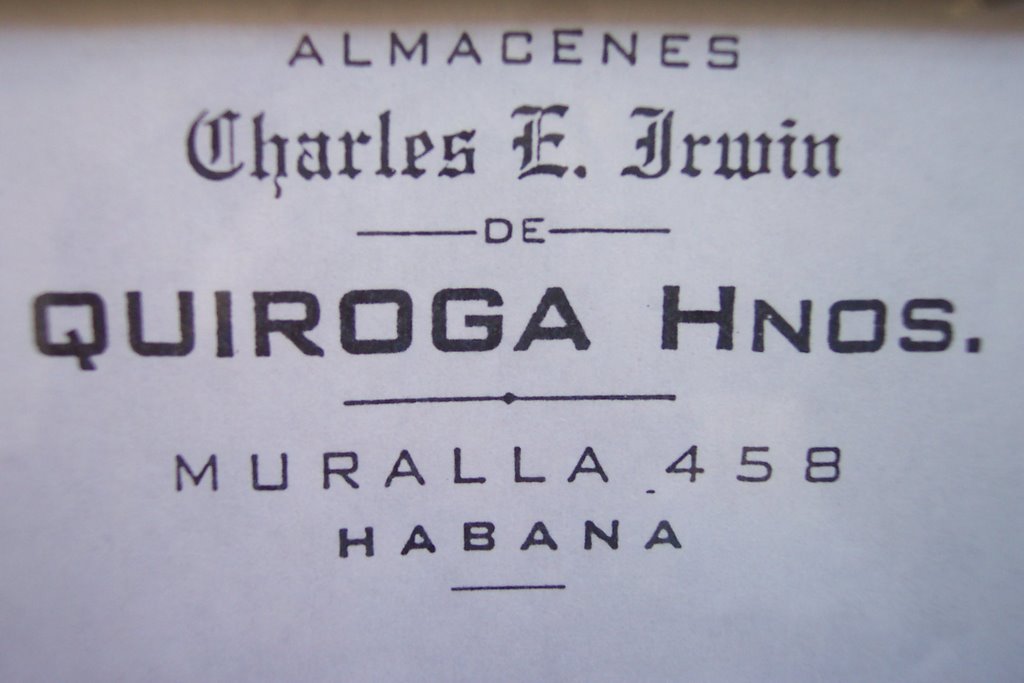 ALMACENES
Charles E. Irwin
DE
QUIROGA HNOS.
MURALLA 458
HABANA